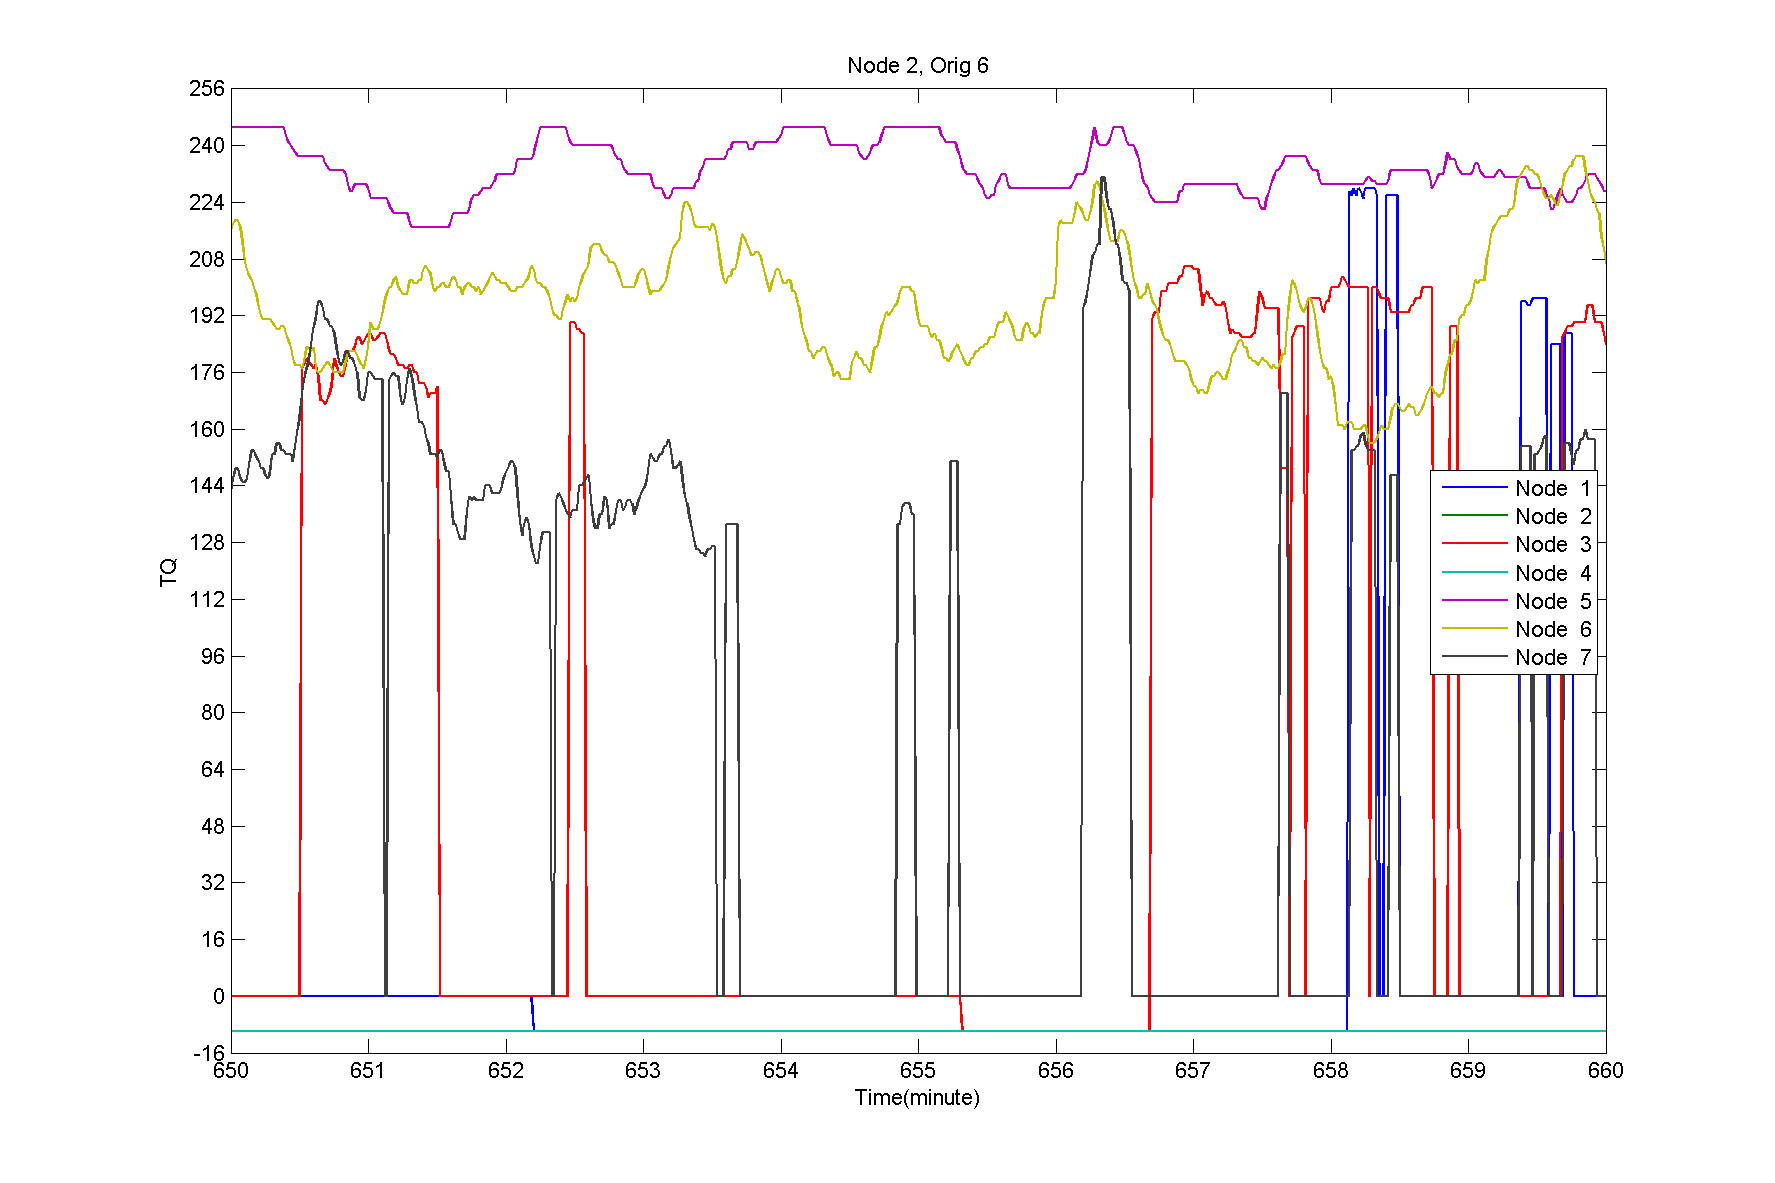 Node 2, Orig 6
256
240
224
208
192
176
160
144
128
112
96
80
64
48
32
16
0
-16
TQ
650 651 652 653 654 655 656 657 658 659 660
Time(minute)
Node 1
Node 2
Node 3
Node 4
Node 5
Node 6
Node 7